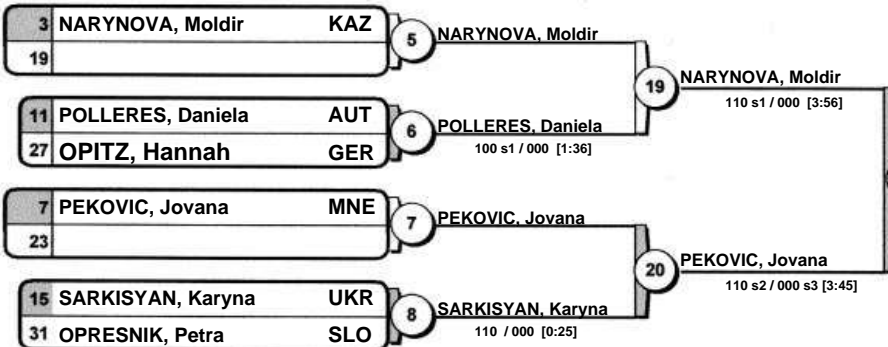 3 NARYNOVA, Moldir KAZ
19
5
NARYNOVA, Moldir
11 POLLERES, Daniela AUT
27 OPITZ, Hannah GER
6
POLLERES, Daniela
100 s1 / 000 [1:36]
19
NARYNOVA, Moldir
110 s1 / 000 [3:56]
7 PEKOVIC, Jovana MNE
23
7
PEKOVIC, Jovana
15 SARKISYAN, Karyna UKR
31 OPRESNIK, Petra SLO
8
SARKISYAN, Karyna
110 / 000 [0:25]
20
PEKOVIC, Jovana
110 s2 / 000 s3 [3:45]